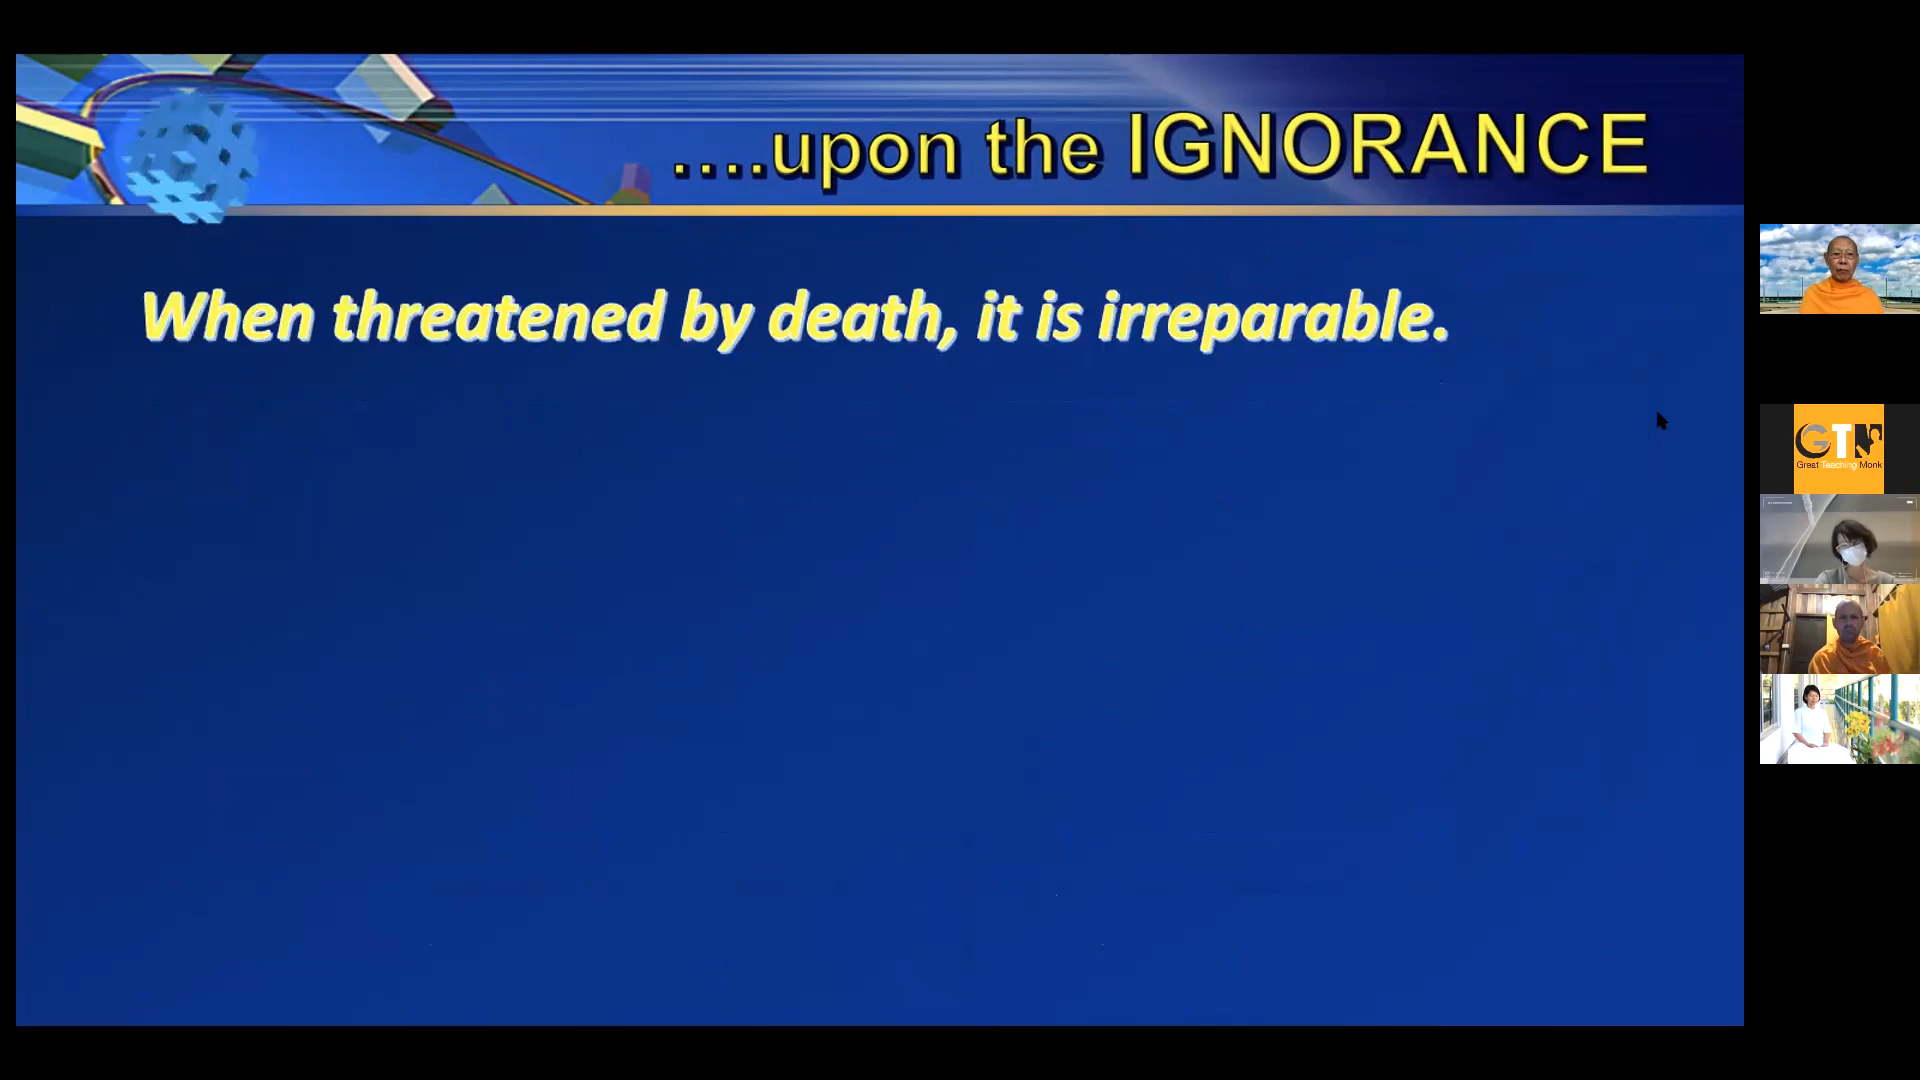 ....upon the IGNORANCE
When threatened by death, it is irreparable.
GTM
Great Teaching Monk